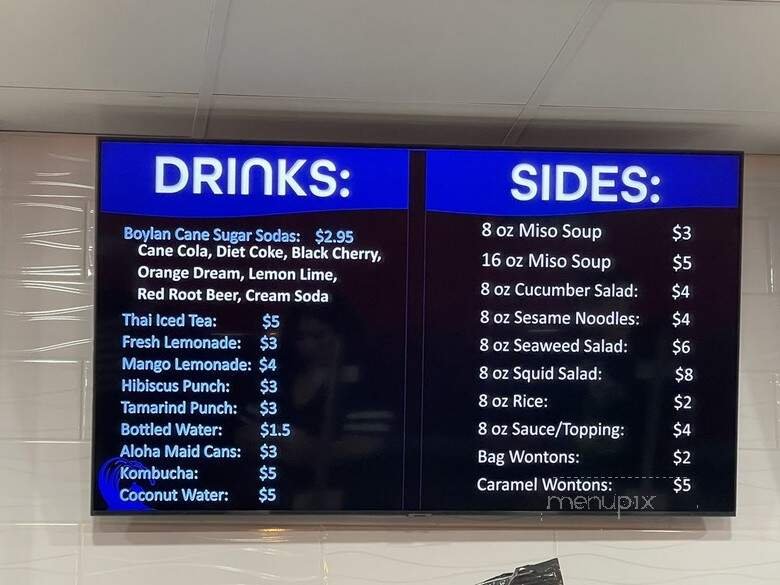 DRINKS:
Boylan Cane Sugar Sodas: $2.95
Cane Cola, Diet Coke, Black Cherry,
Orange Dream, Lemon Lime,
Red Root Beer, Cream Soda
Thai Iced Tea: $5
Fresh Lemonade: $3
Mango Lemonade: $4
Hibiscus Punch: $3
Tamarind Punch: $3
Bottled Water: $1.5
Aloha Maid Cans: $3
Kombucha: $5
Coconut Water: $5
SIDES:
8 oz Miso Soup $3
16 oz Miso Soup $5
8 oz Cucumber Salad: $4
8 oz Sesame Noodles: $4
8 oz Seaweed Salad: $6
8 oz Squid Salad: $8
8 oz Rice: $2
8 oz Sauce/Topping: $4
Bag Wontons: $2
Caramel Wontons: $5
menupix